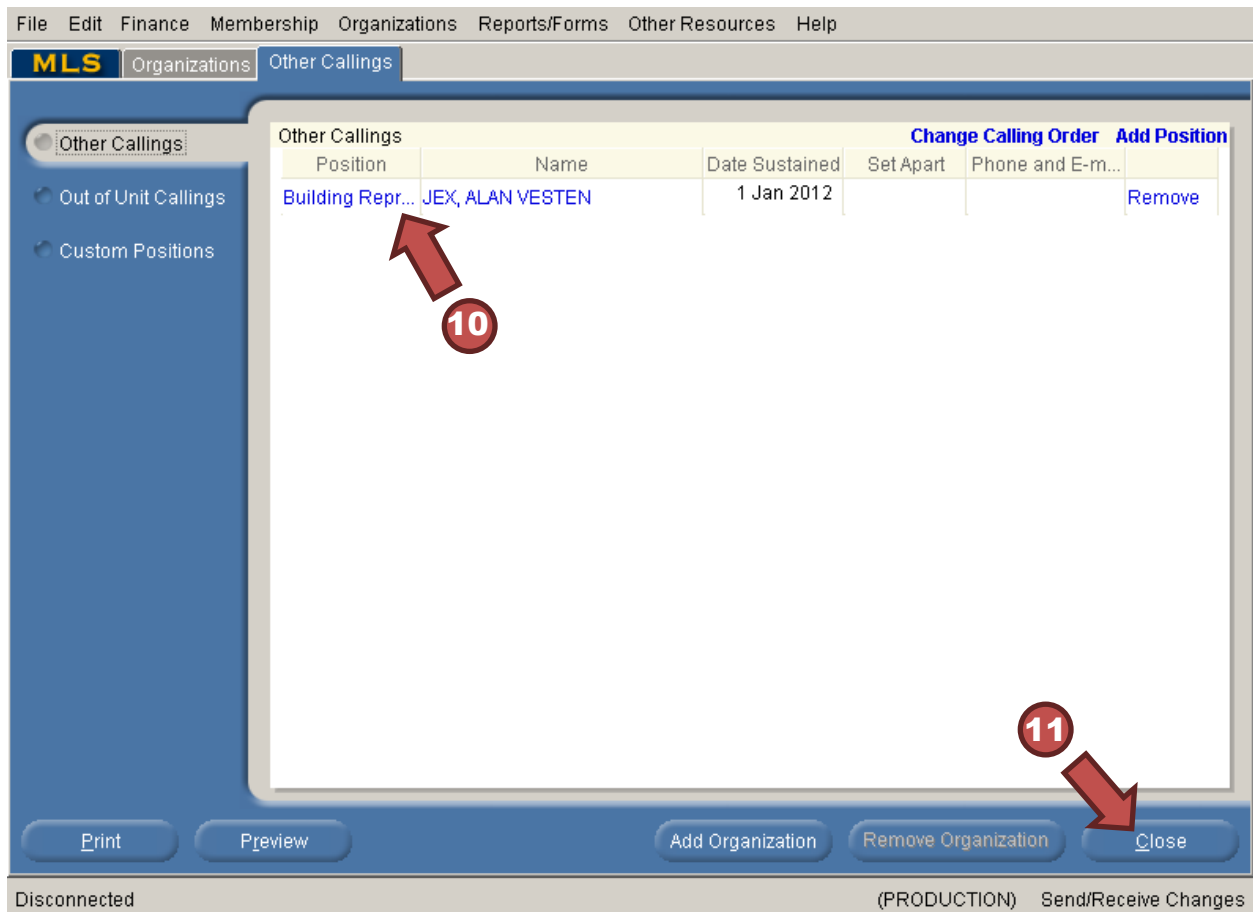 File Edit Finance Membership Organizations Reports/Forms Other Resources Help
MLS Organizations Other Callings
Other Callings
Out of Unit Callings
Custom Positions
Other Callings Change Calling Order Add Position
Position Name Date Sustained Set Apart Phone and E-m...
Building Repr... JEX, ALAN VESTEN 1 Jan 2012 Remove
10
11
Print Preview Add Organization Remove Organization Close
Disconnected (PRODUCTION) Send/Receive Changes